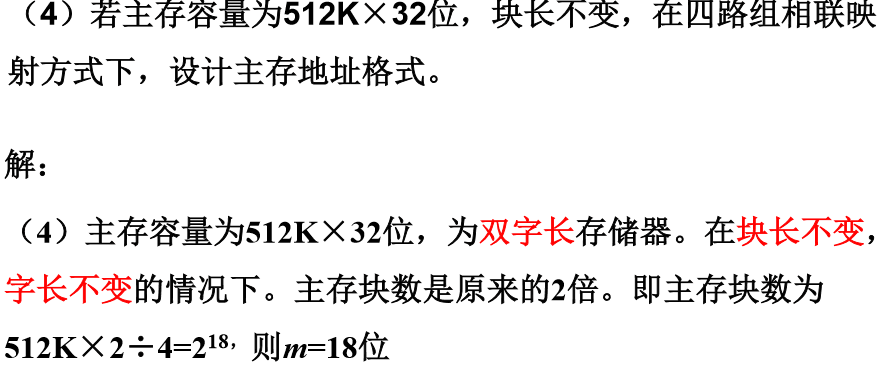 （4）若主存容量为512K×32位，块长不变，在四路组相联映
射方式下，设计主存地址格式。
解：
（4）主存容量为512K×32位，为双字长存储器。在块长不变，
字长不变的情况下。主存块数是原来的2倍。即主存块数为
512K×2÷4=2¹⁸，则m=18位